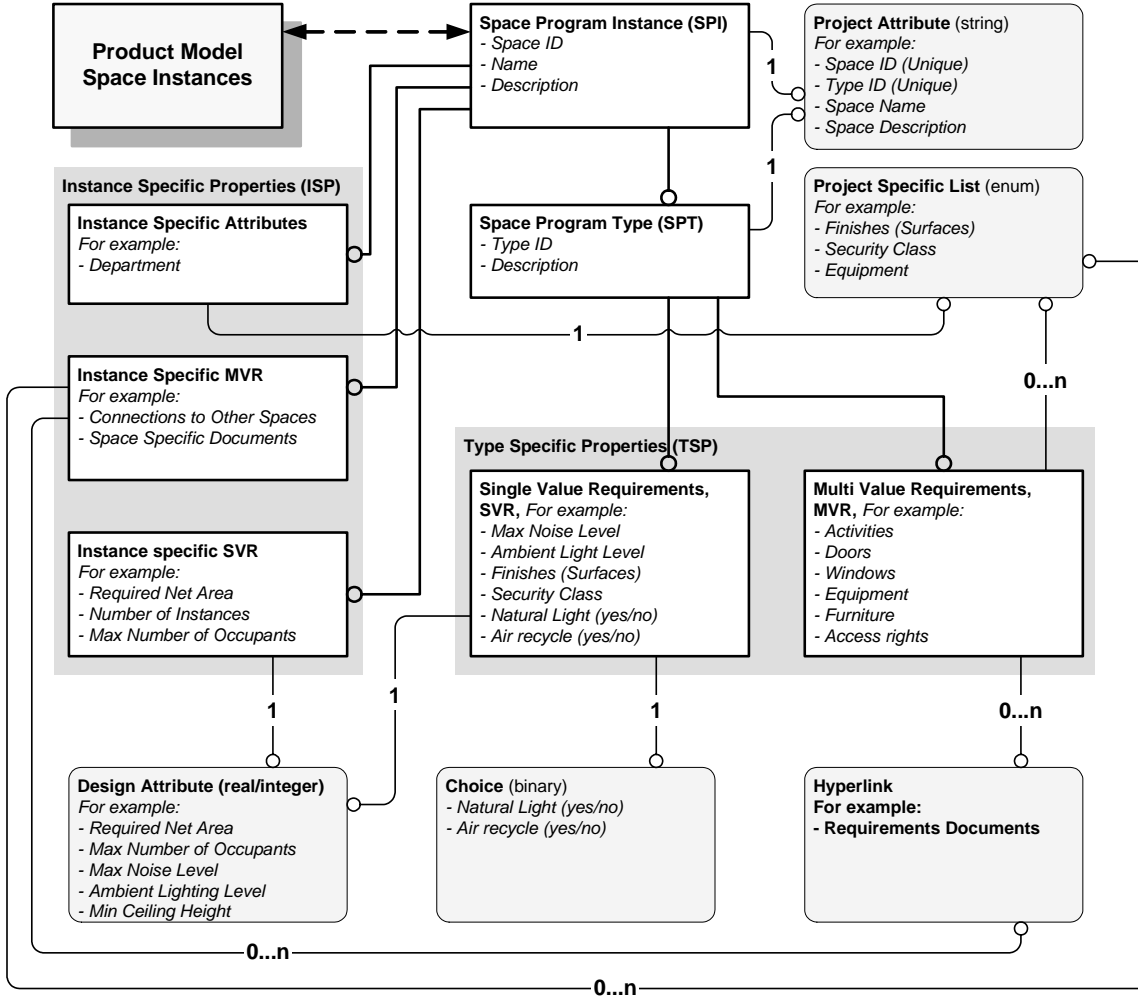 Product Model
Space Instances
Space Program Instance (SPI)
- Space ID
- Name
- Description
Project Attribute (string)
For example:
- Space ID (Unique)
- Type ID (Unique)
- Space Name
- Space Description
1
1
Instance Specific Properties (ISP)
Instance Specific Attributes
For example:
- Department
Space Program Type (SPT)
- Type ID
- Description
Project Specific List (enum)
For example:
- Finishes (Surfaces)
- Security Class
- Equipment
1
0...n
Instance Specific MVR
For example:
- Connections to Other Spaces
- Space Specific Documents
Type Specific Properties (TSP)
Single Value Requirements,
SVR, For example:
- Max Noise Level
- Ambient Light Level
- Finishes (Surfaces)
- Security Class
- Natural Light (yes/no)
- Air recycle (yes/no)
Multi Value Requirements,
MVR, For example:
- Activities
- Doors
- Windows
- Equipment
- Furniture
- Access rights
Instance specific SVR
For example:
- Required Net Area
- Number of Instances
- Max Number of Occupants
1
1
1
0...n
Design Attribute (real/integer)
For example:
- Required Net Area
- Max Number of Occupants
- Max Noise Level
- Ambient Lighting Level
- Min Ceiling Height
Choice (binary)
- Natural Light (yes/no)
- Air recycle (yes/no)
Hyperlink
For example:
- Requirements Documents
0...n
0...n